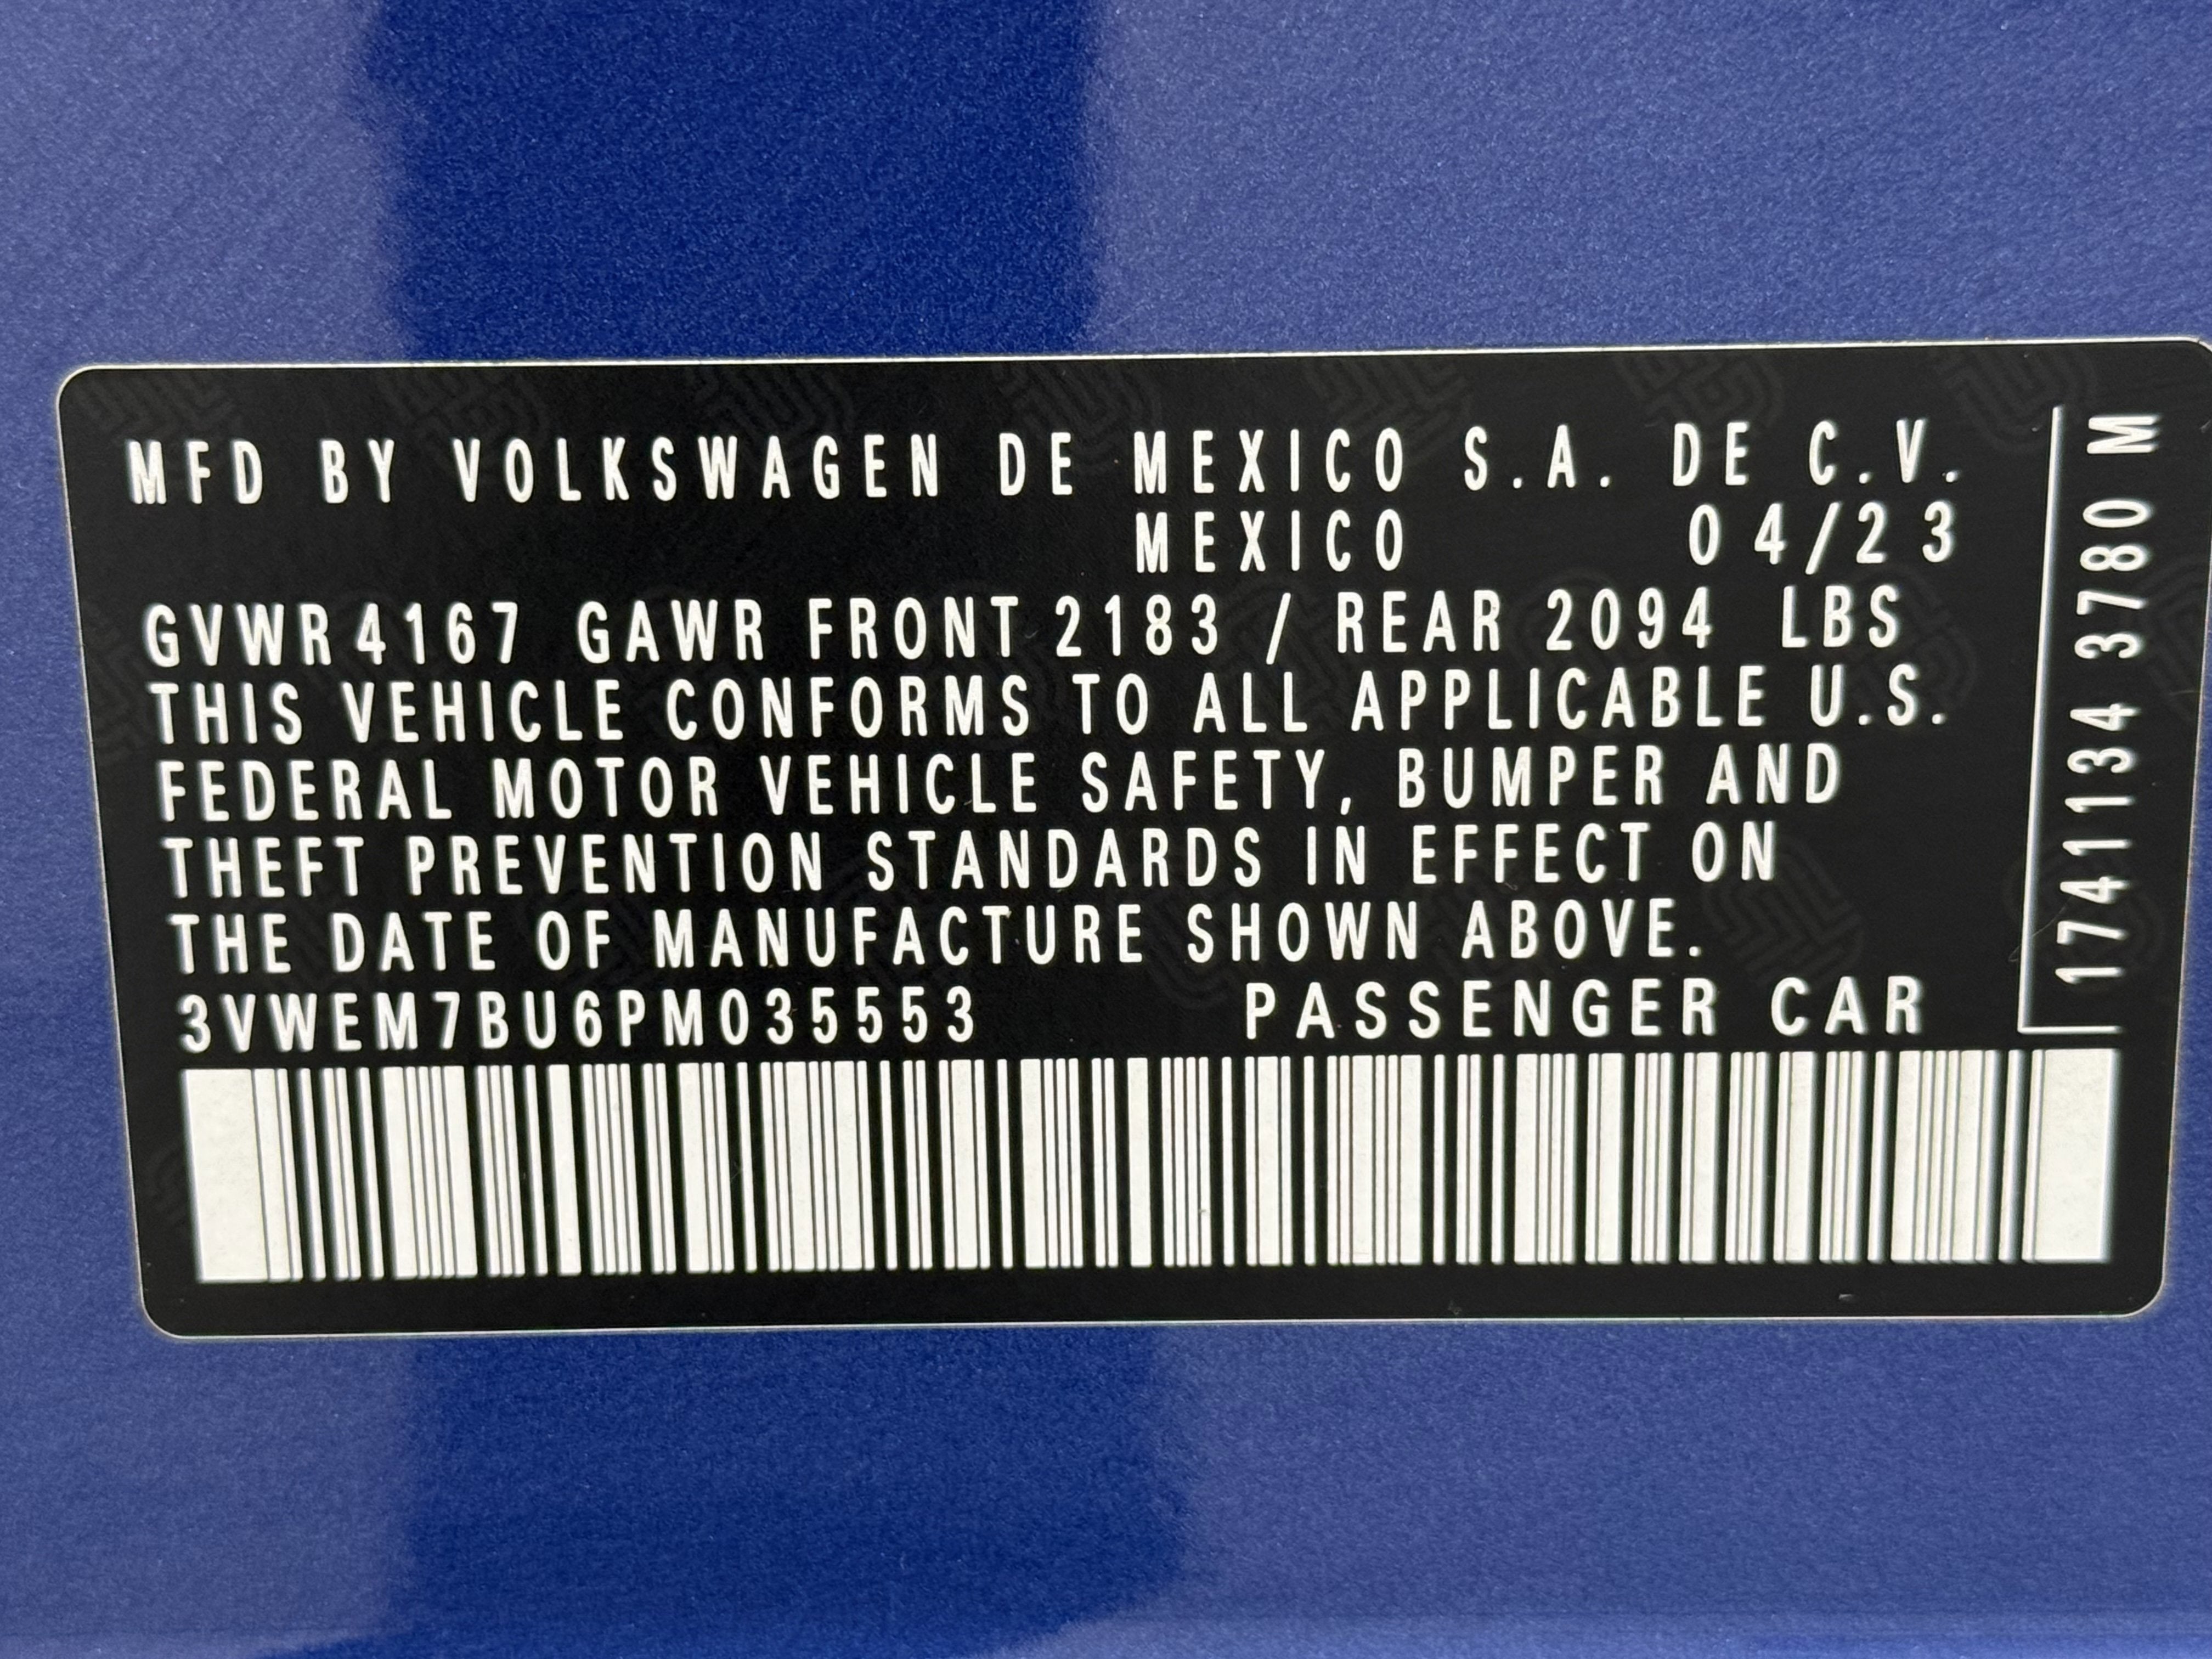 MFD BY VOLKSWAGEN DE MEXICO S.A. DE C.V.
MEXICO 04/23
GVWR 4167 GAWR FRONT 2183 / REAR 2094 LBS
THIS VEHICLE CONFORMS TO ALL APPLICABLE U.S.
FEDERAL MOTOR VEHICLE SAFETY, BUMPER AND
THEFT PREVENTION STANDARDS IN EFFECT ON
THE DATE OF MANUFACTURE SHOWN ABOVE.
3VWEM7BU6PM035553 PASSENGER CAR
1741134 3780 M